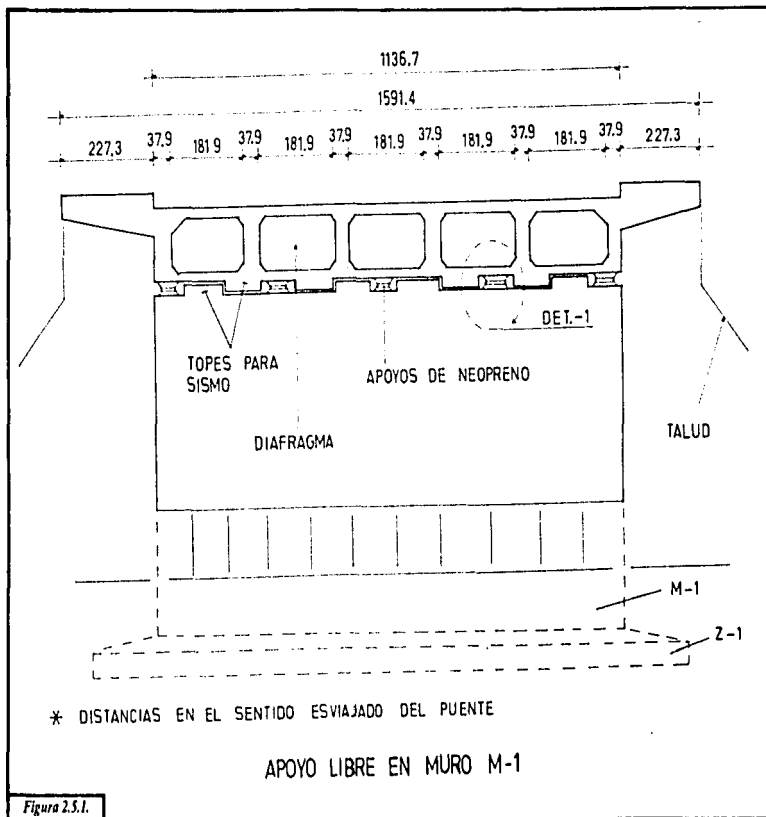 1136.7
1591.4
227.3 37.9 181.9 37.9 181.9 37.9 181.9 37.9 181.9 37.9 181.9 37.9 227.3
DET.-1
TOPES PARA
SISMO
APOYOS DE NEOPRENO
DIAFRAGMA
TALUD
M-1
Z-1
* DISTANCIAS EN EL SENTIDO ESVIAJADO DEL PUENTE
APOYO LIBRE EN MURO M-1
Figura 2.5.1.